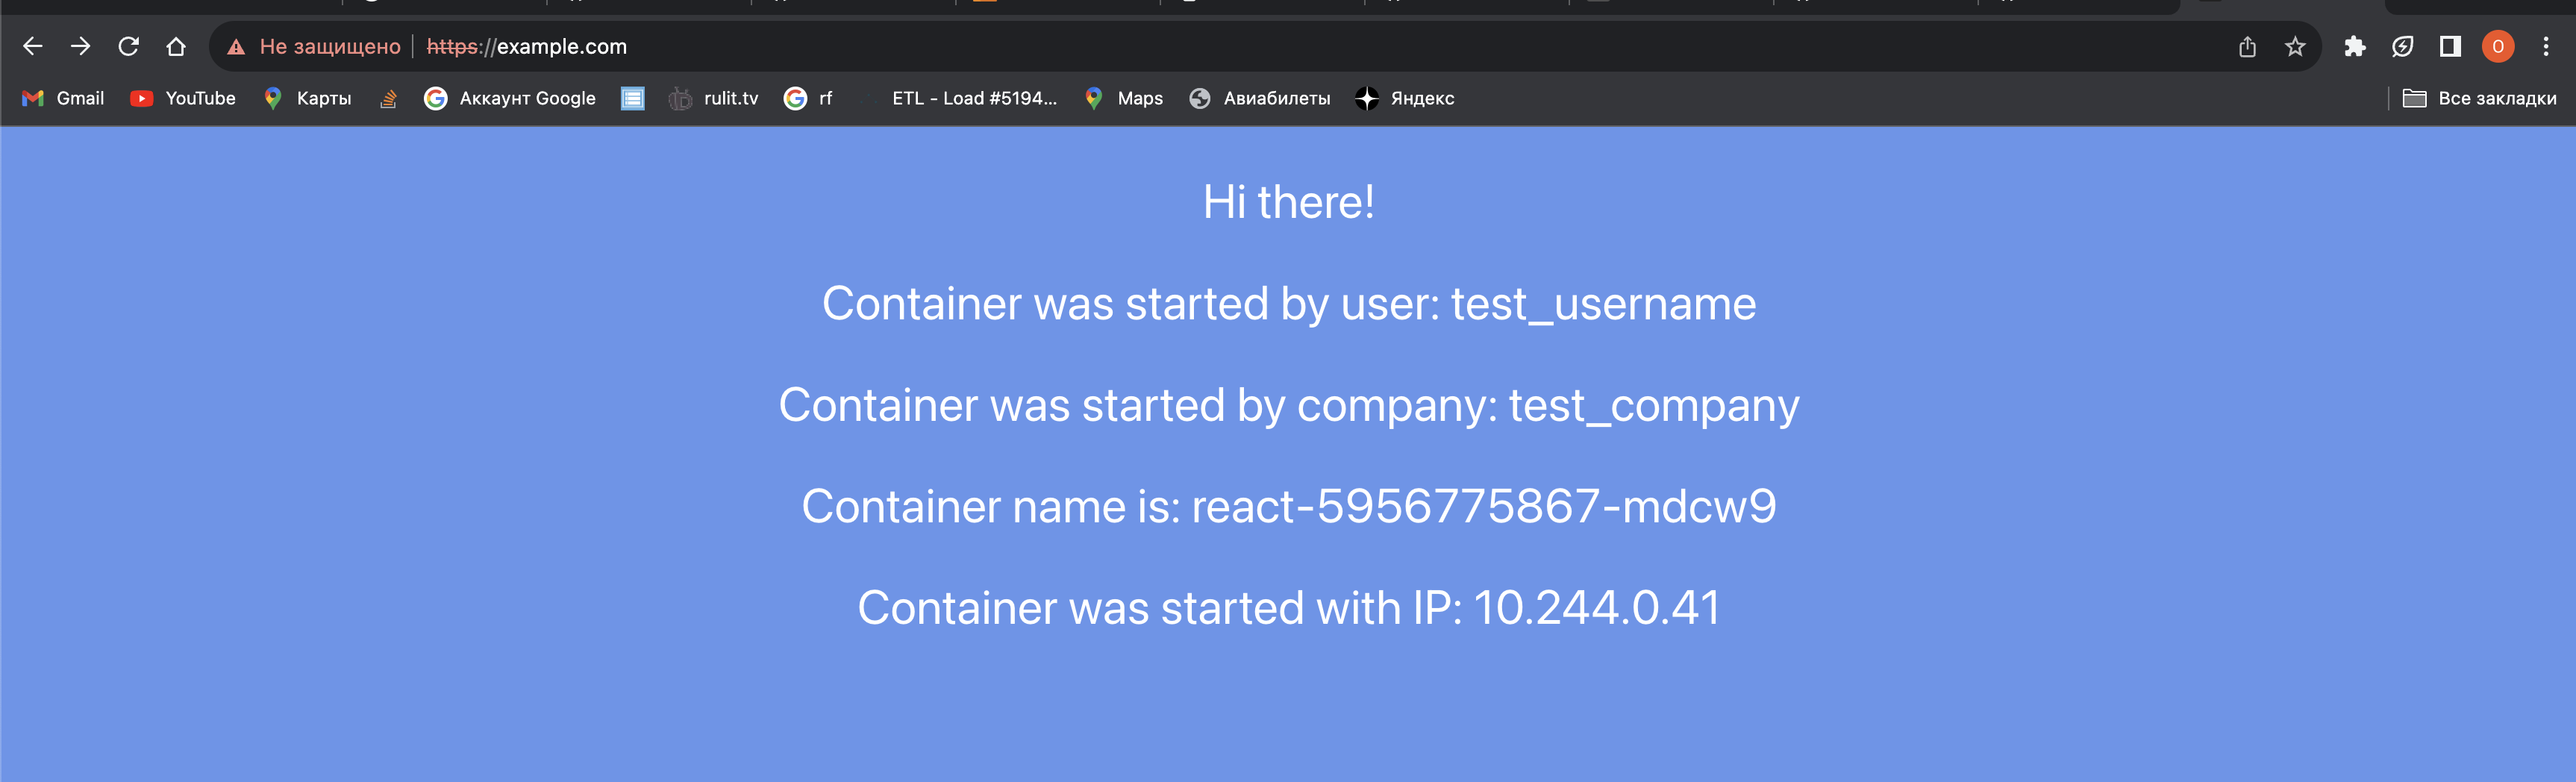 Не защищено https://example.com O
Gmail YouTube Карты Аккаунт Google rulit.tv rf ETL - Load #5194... Maps Авиабилеты Яндекс Все закладки
Hi there!
Container was started by user: test_username
Container was started by company: test_company
Container name is: react-5956775867-mdcw9
Container was started with IP: 10.244.0.41